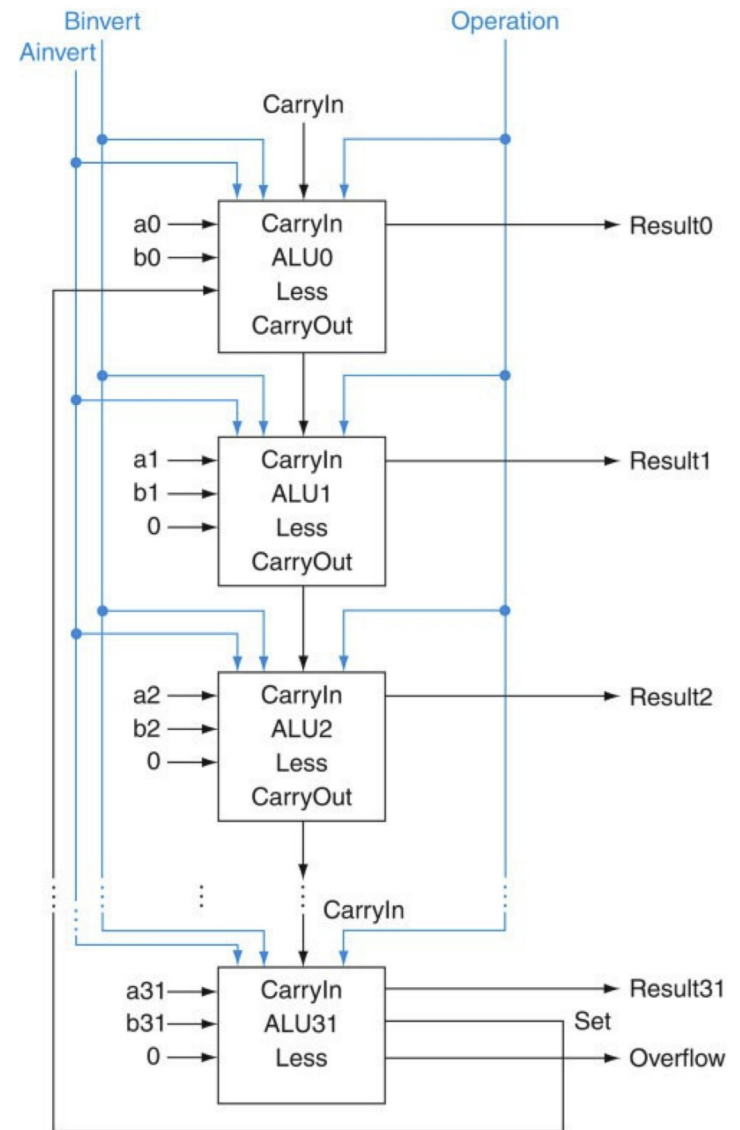 Binvert
Operation
Ainvert
CarryIn
a0
CarryIn
Result0
b0
ALU0
Less
CarryOut
a1
CarryIn
Result1
b1
ALU1
0
Less
CarryOut
a2
CarryIn
Result2
b2
ALU2
0
Less
CarryOut
CarryIn
a31
CarryIn
Result31
b31
ALU31
Set
0
Less
Overflow